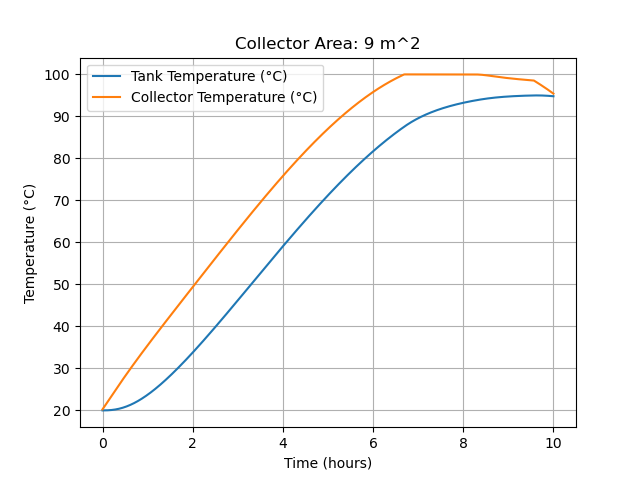 Collector Area: 9 m^2
Tank Temperature (°C)
Collector Temperature (°C)
Temperature (°C)
100
90
80
70
60
50
40
30
20
0 2 4 6 8 10
Time (hours)